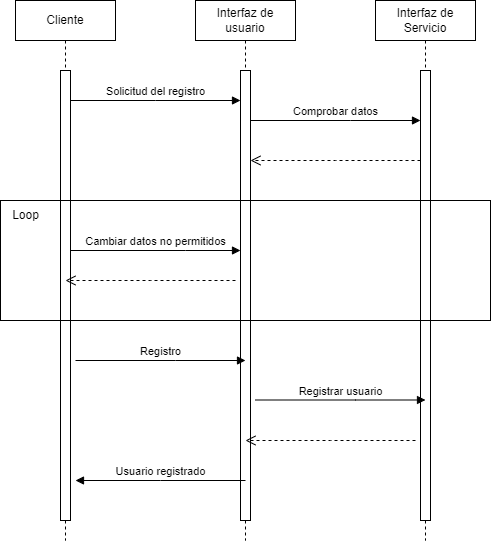 Cliente
Interfaz de
usuario
Interfaz de
Servicio
Solicitud del registro
Comprobar datos
Loop
Cambiar datos no permitidos
Registro
Registrar usuario
Usuario registrado